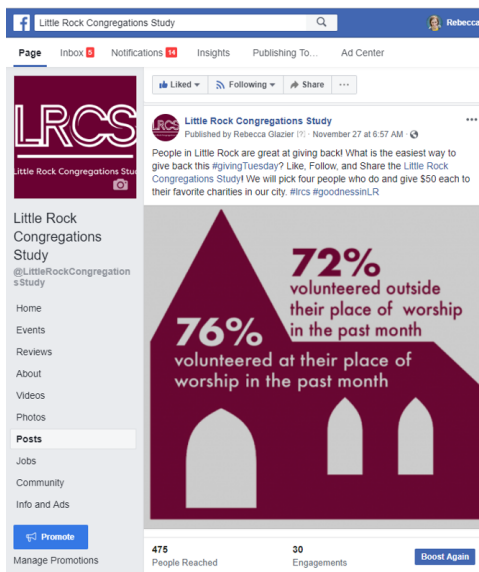 Little Rock Congregations Study
Rebecca
Page Inbox 5 Notifications 14 Insights Publishing To... Ad Center
LRCS
Little Rock Congregations Stu
Liked Following Share ...
LRCS
Little Rock Congregations Study
Published by Rebecca Glazier [?] · November 27 at 6:57 AM ·
People in Little Rock are great at giving back! What is the easiest way to
give back this #givingTuesday? Like, Follow, and Share the Little Rock
Congregations Study! We will pick four people who do and give $50 each to
their favorite charities in our city. #lrcs #goodnessinLR
Little Rock
Congregations
Study
@LittleRockCongregation
sStudy
Home
Events
Reviews
About
Videos
Photos
Posts
Jobs
Community
Info and Ads
Promote
Manage Promotions
72%
volunteered outside
their place of worship
in the past month
76%
volunteered at their place of
worship in the past month
475
People Reached
30
Engagements
Boost Again